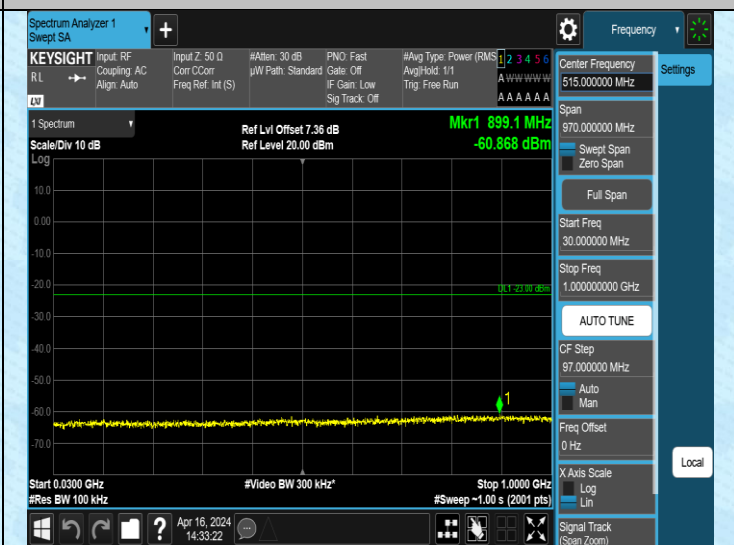 Spectrum Analyzer 1
Swept SA
Frequency
KEYSIGHT
RL
LXI
Input: RF
Coupling: AC
Align: Auto
Input Z: 50 Ω
Corr CCorr
Freq Ref: Int (S)
#Atten: 30 dB
µW Path: Standard
PNO: Fast
Gate: Off
IF Gain: Low
Sig Track: Off
#Avg Type: Power (RMS
Avg|Hold: 1/1
Trig: Free Run
1 2 3 4 5 6
A W W W W W
A A A A A A
1 Spectrum
Scale/Div 10 dB
Log
Ref Lvl Offset 7.36 dB
Ref Level 20.00 dBm
Mkr1 899.1 MHz
-60.868 dBm
10.0
0.00
-10.0
-20.0
DL1 -23.00 dBm
-30.0
-40.0
-50.0
-60.0
-70.0
1
Start 0.0300 GHz
#Res BW 100 kHz
#Video BW 300 kHz*
Stop 1.0000 GHz
#Sweep ~1.00 s (2001 pts)
?
Apr 16, 2024
14:33:22
Center Frequency
515.000000 MHz
Settings
Span
970.000000 MHz
Swept Span
Zero Span
Full Span
Start Freq
30.000000 MHz
Stop Freq
1.000000000 GHz
AUTO TUNE
CF Step
97.000000 MHz
Auto
Man
Freq Offset
0 Hz
X Axis Scale
Log
Lin
Local
Signal Track
(Span Zoom)